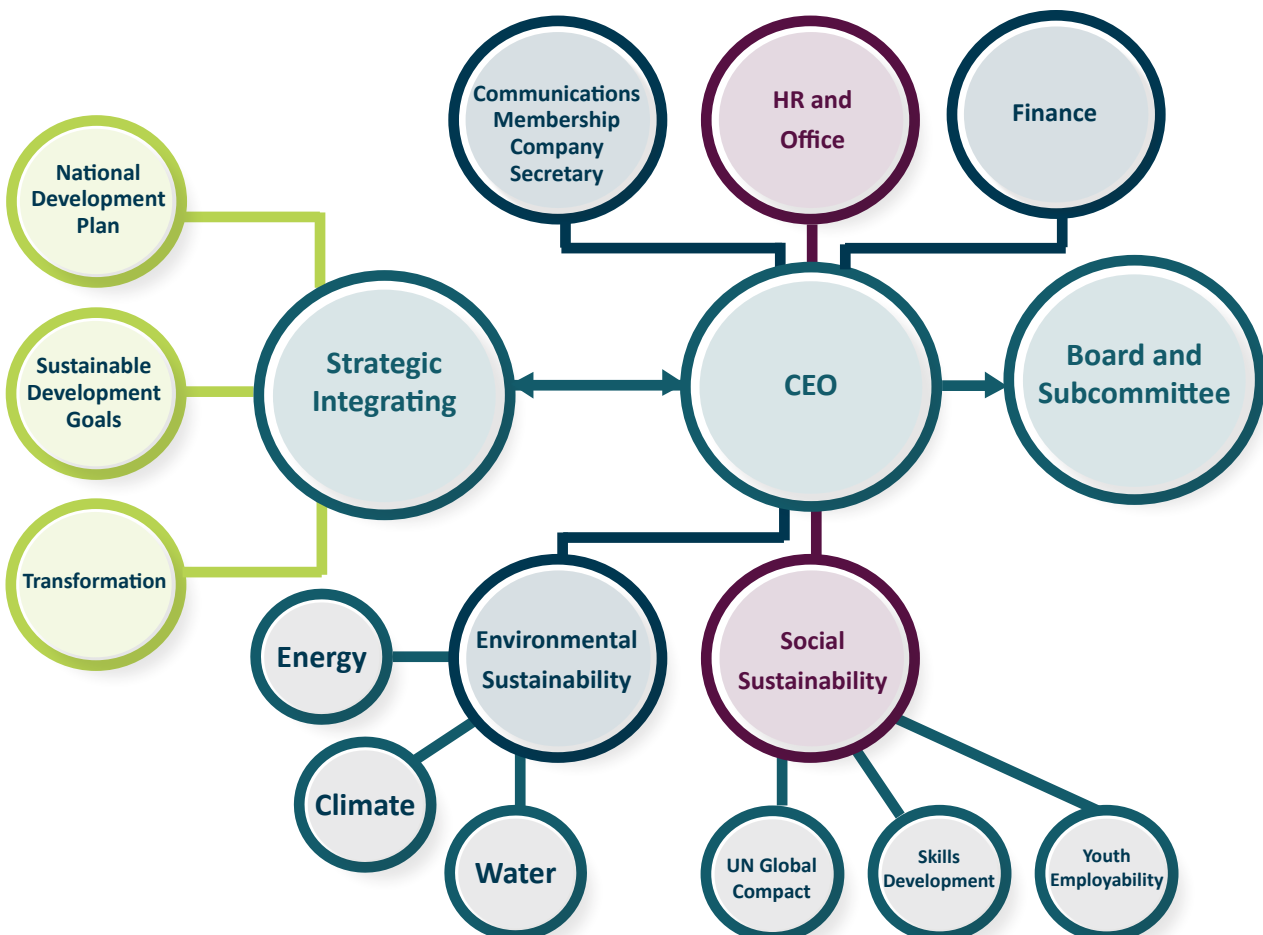 Communications
Membership
Company
Secretary
HR and
Office
Finance
National
Development
Plan
Sustainable
Development
Goals
Transformation
Strategic
Integrating
CEO
Board and
Subcommittee
Environmental
Sustainability
Social
Sustainability
Energy
Climate
Water
UN Global
Compact
Skills
Development
Youth
Employability